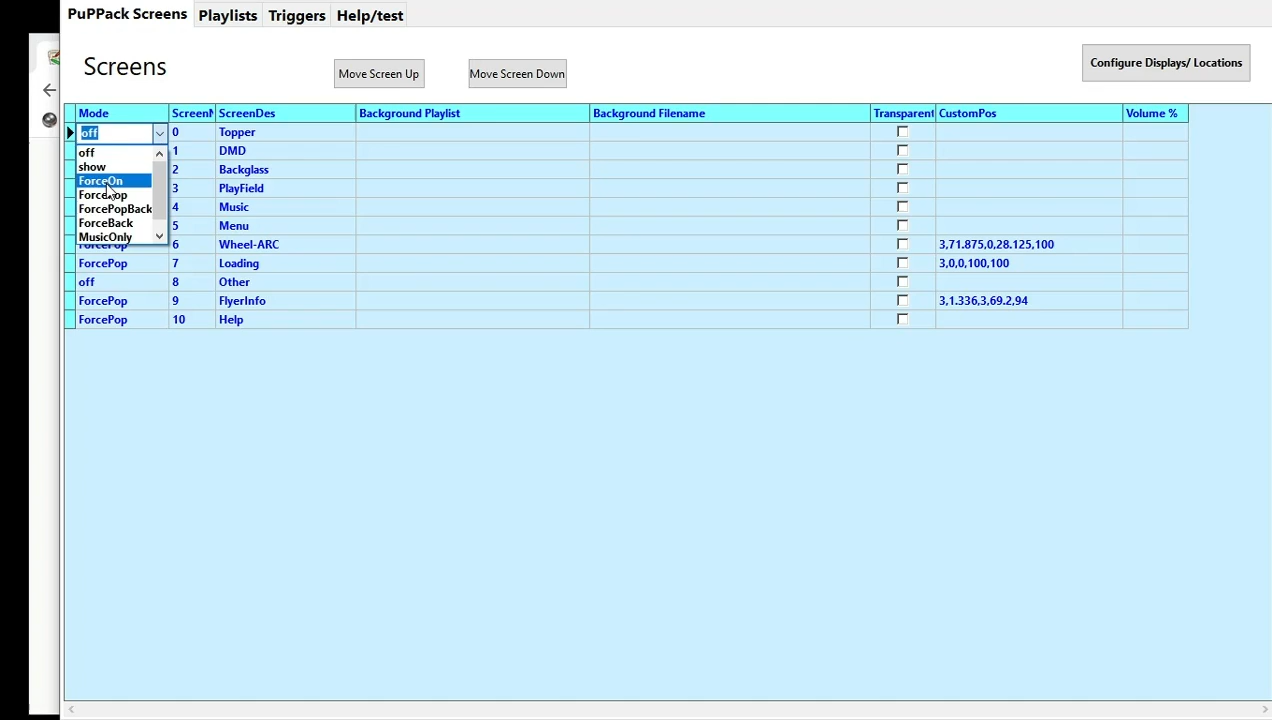 PuPPack Screens Playlists Triggers Help/test
Screens
Move Screen Up
Move Screen Down
Configure Displays/ Locations
Mode ScreenN ScreenDes Background Playlist Background Filename Transparent CustomPos Volume %
off 0 Topper
off
1 DMD
show
2 Backglass
ForceOn
3 PlayField
ForcePop
4 Music
ForcePopBack
5 Menu
ForceBack
MusicOnly
ForcePop 6 Wheel-ARC 3,71.875,0,28.125,100
ForcePop 7 Loading 3,0,0,100,100
off 8 Other
ForcePop 9 FlyerInfo 3,1.336,3,69.2,94
ForcePop 10 Help